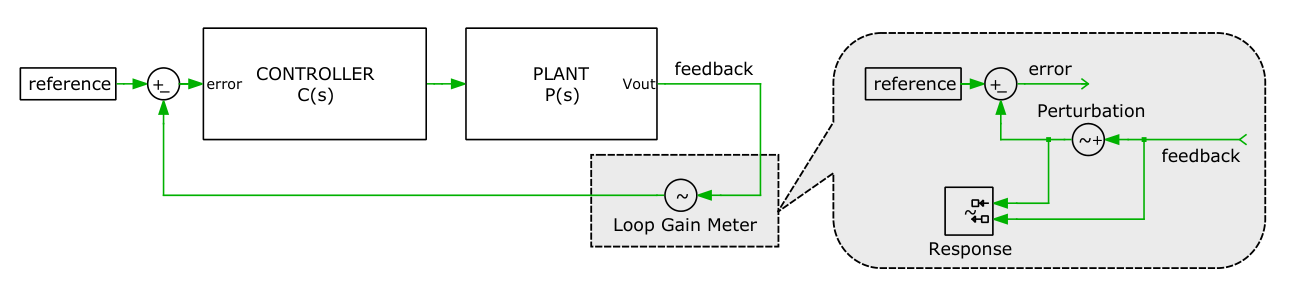 reference
+
−
error
CONTROLLER
C(s)
PLANT
P(s)
Vout
feedback
~
Loop Gain Meter
reference
+
−
error
Perturbation
~+
feedback
~
Response